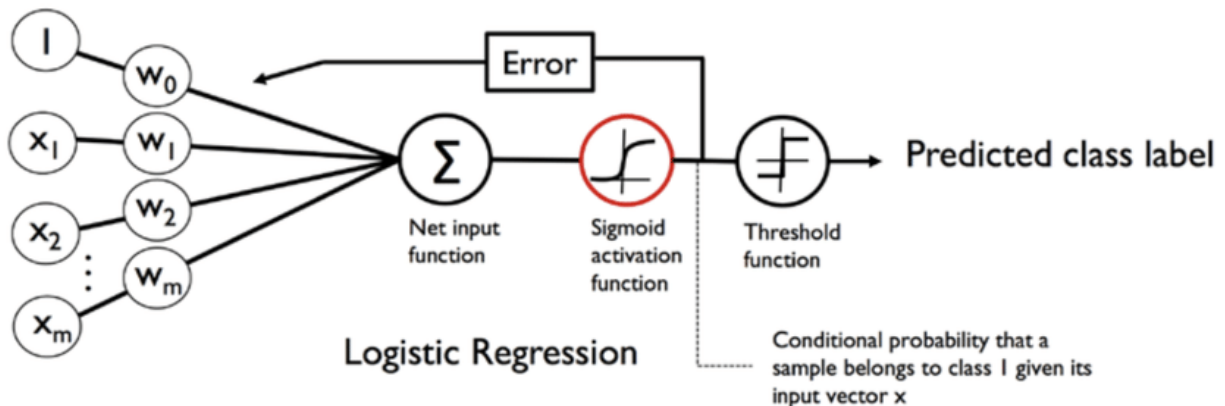 1
w0
Error
x1
w1
Σ
Predicted class label
x2
w2
Net input
function
Sigmoid
activation
function
Threshold
function
wm
xm
Logistic Regression
Conditional probability that a
sample belongs to class 1 given its
input vector x